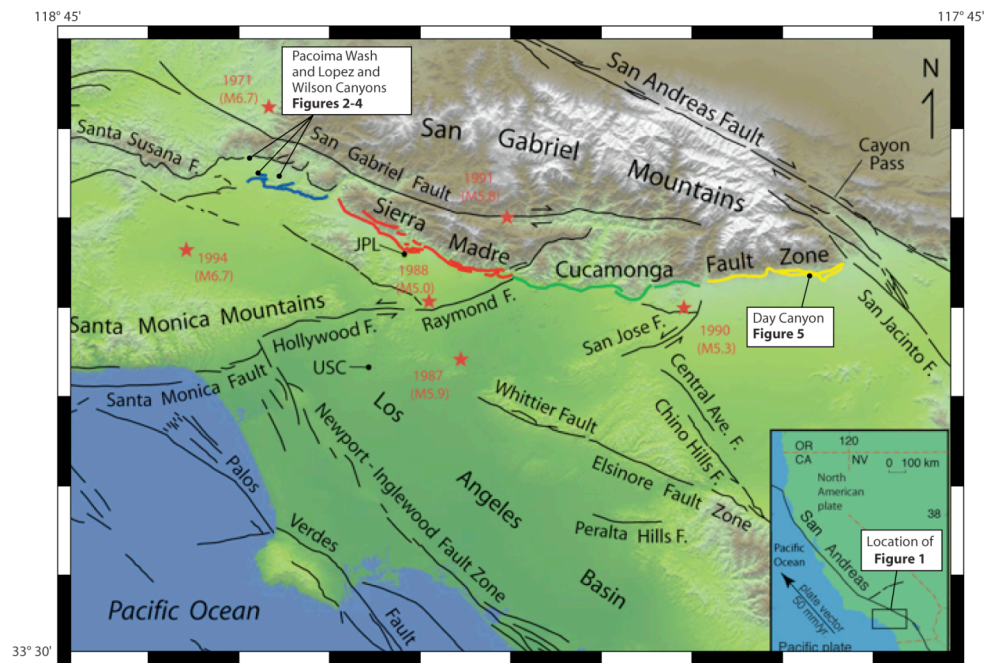 118° 45'
117° 45'
Pacoima Wash
and Lopez and
Wilson Canyons
Figures 2-4
1971
(M6.7)
San Andreas Fault
N
Santa Susana F.
San Gabriel Fault
San Gabriel
Mountains
Cayon
Pass
1991
(M5.8)
Sierra
Madre
JPL
1994
(M6.7)
1988
(M5.0)
Cucamonga
Fault Zone
Santa Monica Mountains
Hollywood F.
Raymond F.
San Jose F.
1990
(M5.3)
Day Canyon
Figure 5
San Jacinto F.
USC
1987
(M5.9)
Santa Monica Fault
Los
Angeles
Basin
Whittier Fault
Central Ave. F.
Chino Hills F.
Newport-Inglewood Fault Zone
Elsinore Fault Zone
Peralta Hills F.
Palos
Verdes
Fault
Pacific Ocean
33° 30'
OR
CA
120
NV
0 100 km
North
American
plate
38
San Andreas
Location of
Figure 1
Pacific
Ocean
plate vector
50 mm/yr
Pacific plate